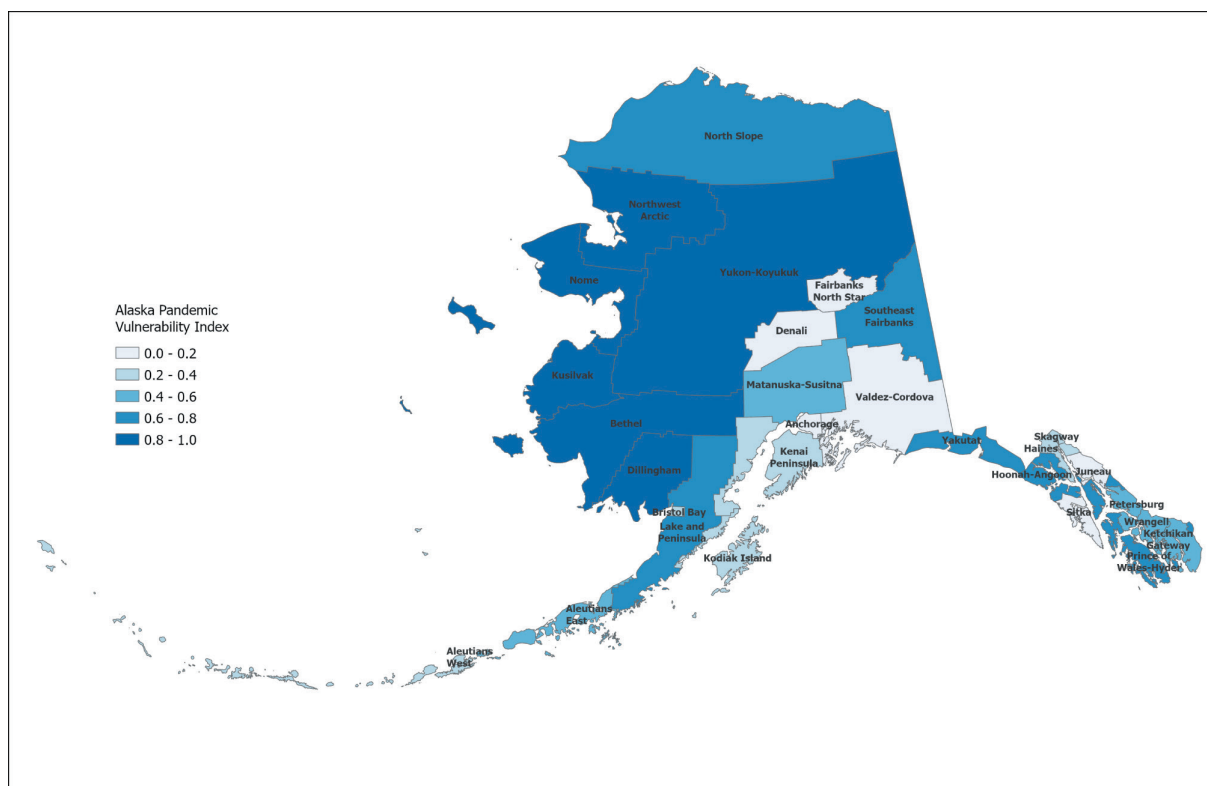 North Slope
Northwest
Arctic
Yukon-Koyukuk
Nome
Fairbanks
North Star
Southeast
Fairbanks
Alaska Pandemic
Vulnerability Index
0.0 - 0.2
0.2 - 0.4
0.4 - 0.6
0.6 - 0.8
0.8 - 1.0
Denali
Kusilvak
Matanuska-Susitna
Valdez-Cordova
Bethel
Anchorage
Kenai
Peninsula
Dillingham
Bristol Bay
Lake and
Peninsula
Kodiak Island
Aleutians
East
Aleutians
West
Yakutat
Skagway
Haines
Hoonah-Angoon
Juneau
Sitka
Petersburg
Wrangell
Ketchikan
Gateway
Prince of
Wales-Hyder